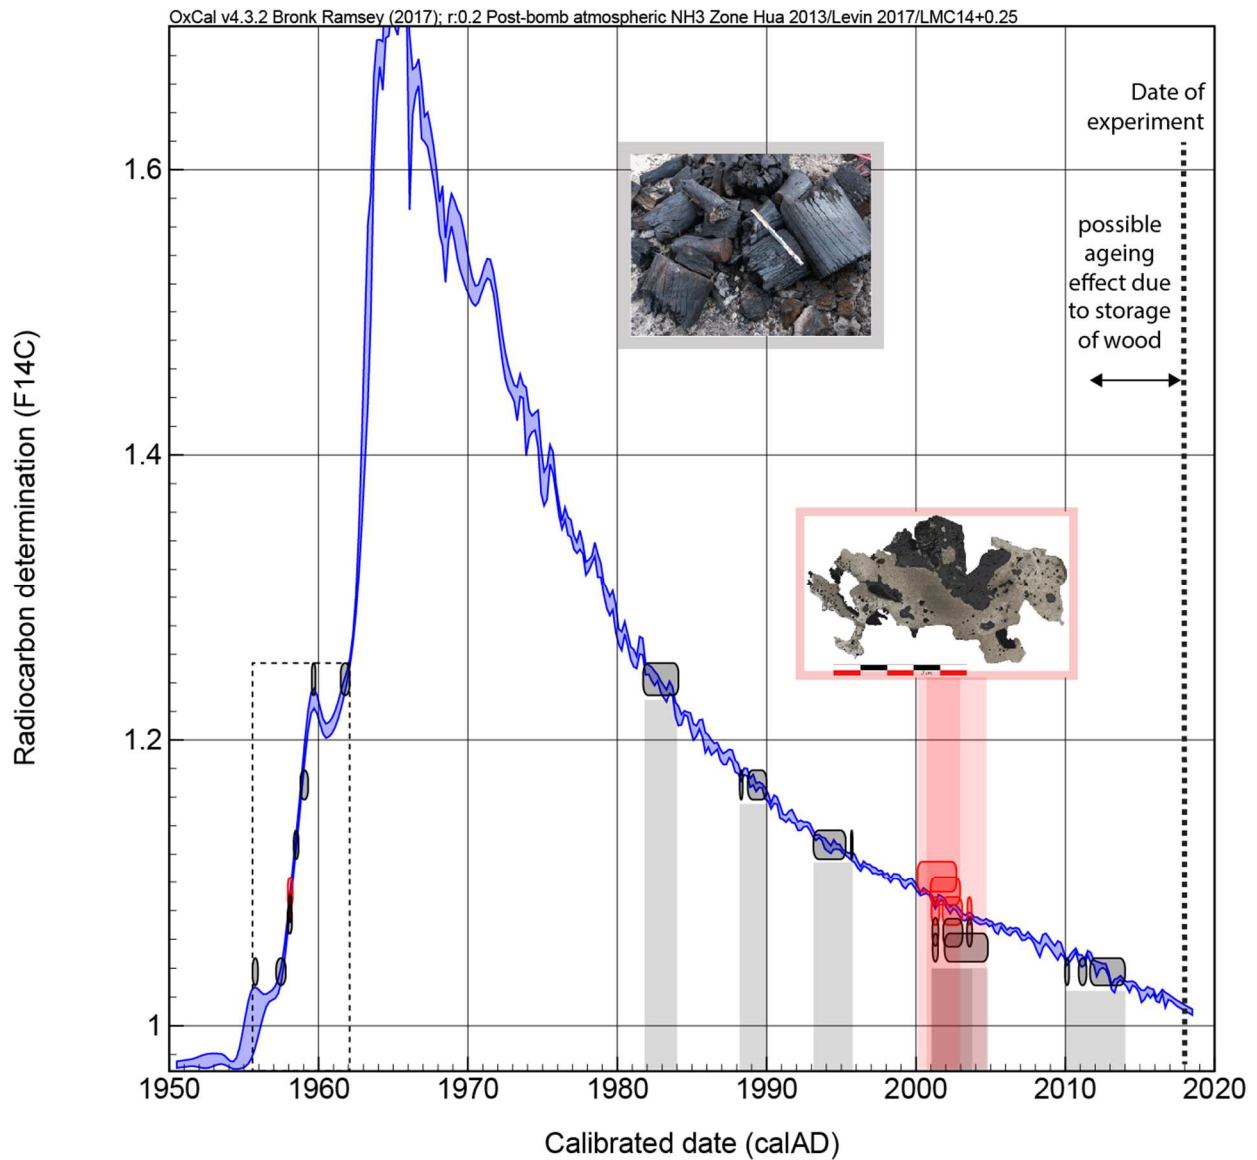 OxCal v4.3.2 Bronk Ramsey (2017); r:0.2 Post-bomb atmospheric NH3 Zone Hua 2013/Levin 2017/LMC14+0.25
Radiocarbon determination (F14C)
1.6
1.4
1.2
1
Date of
experiment
possible
ageing
effect due
to storage
of wood
1950 1960 1970 1980 1990 2000 2010 2020
Calibrated date (calAD)